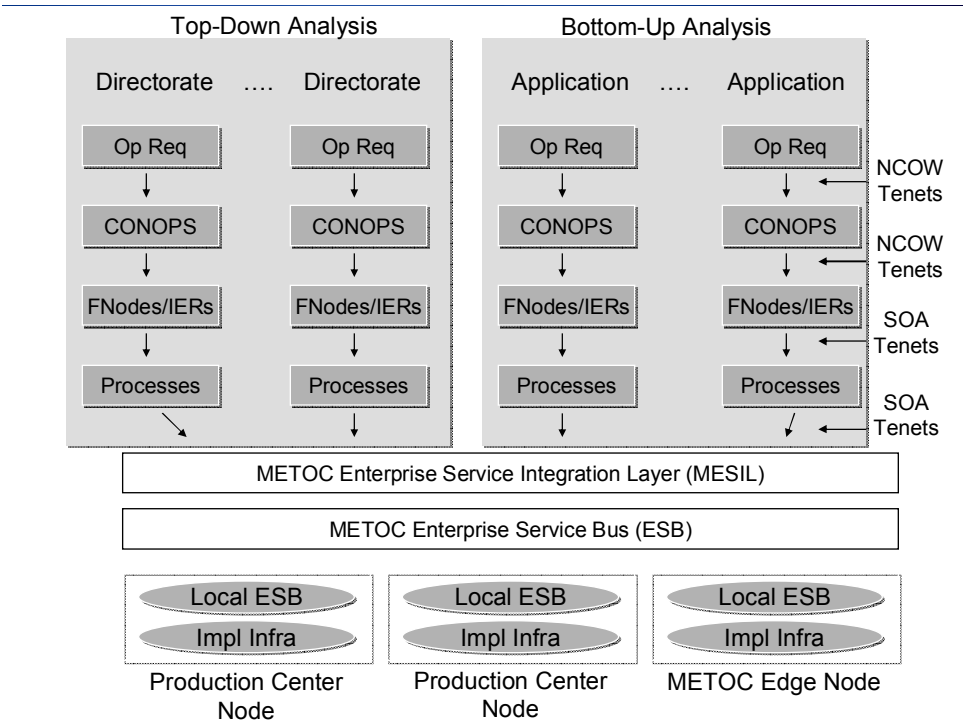 Top-Down Analysis
Bottom-Up Analysis
Directorate .... Directorate
Application .... Application
Op Req
Op Req
Op Req
Op Req
NCOW
Tenets
CONOPS
CONOPS
CONOPS
CONOPS
NCOW
Tenets
FNodes/IERs
FNodes/IERs
FNodes/IERs
FNodes/IERs
SOA
Tenets
Processes
Processes
Processes
Processes
SOA
Tenets
METOC Enterprise Service Integration Layer (MESIL)
METOC Enterprise Service Bus (ESB)
Local ESB
Local ESB
Local ESB
Impl Infra
Impl Infra
Impl Infra
Production Center
Node
Production Center
Node
METOC Edge Node